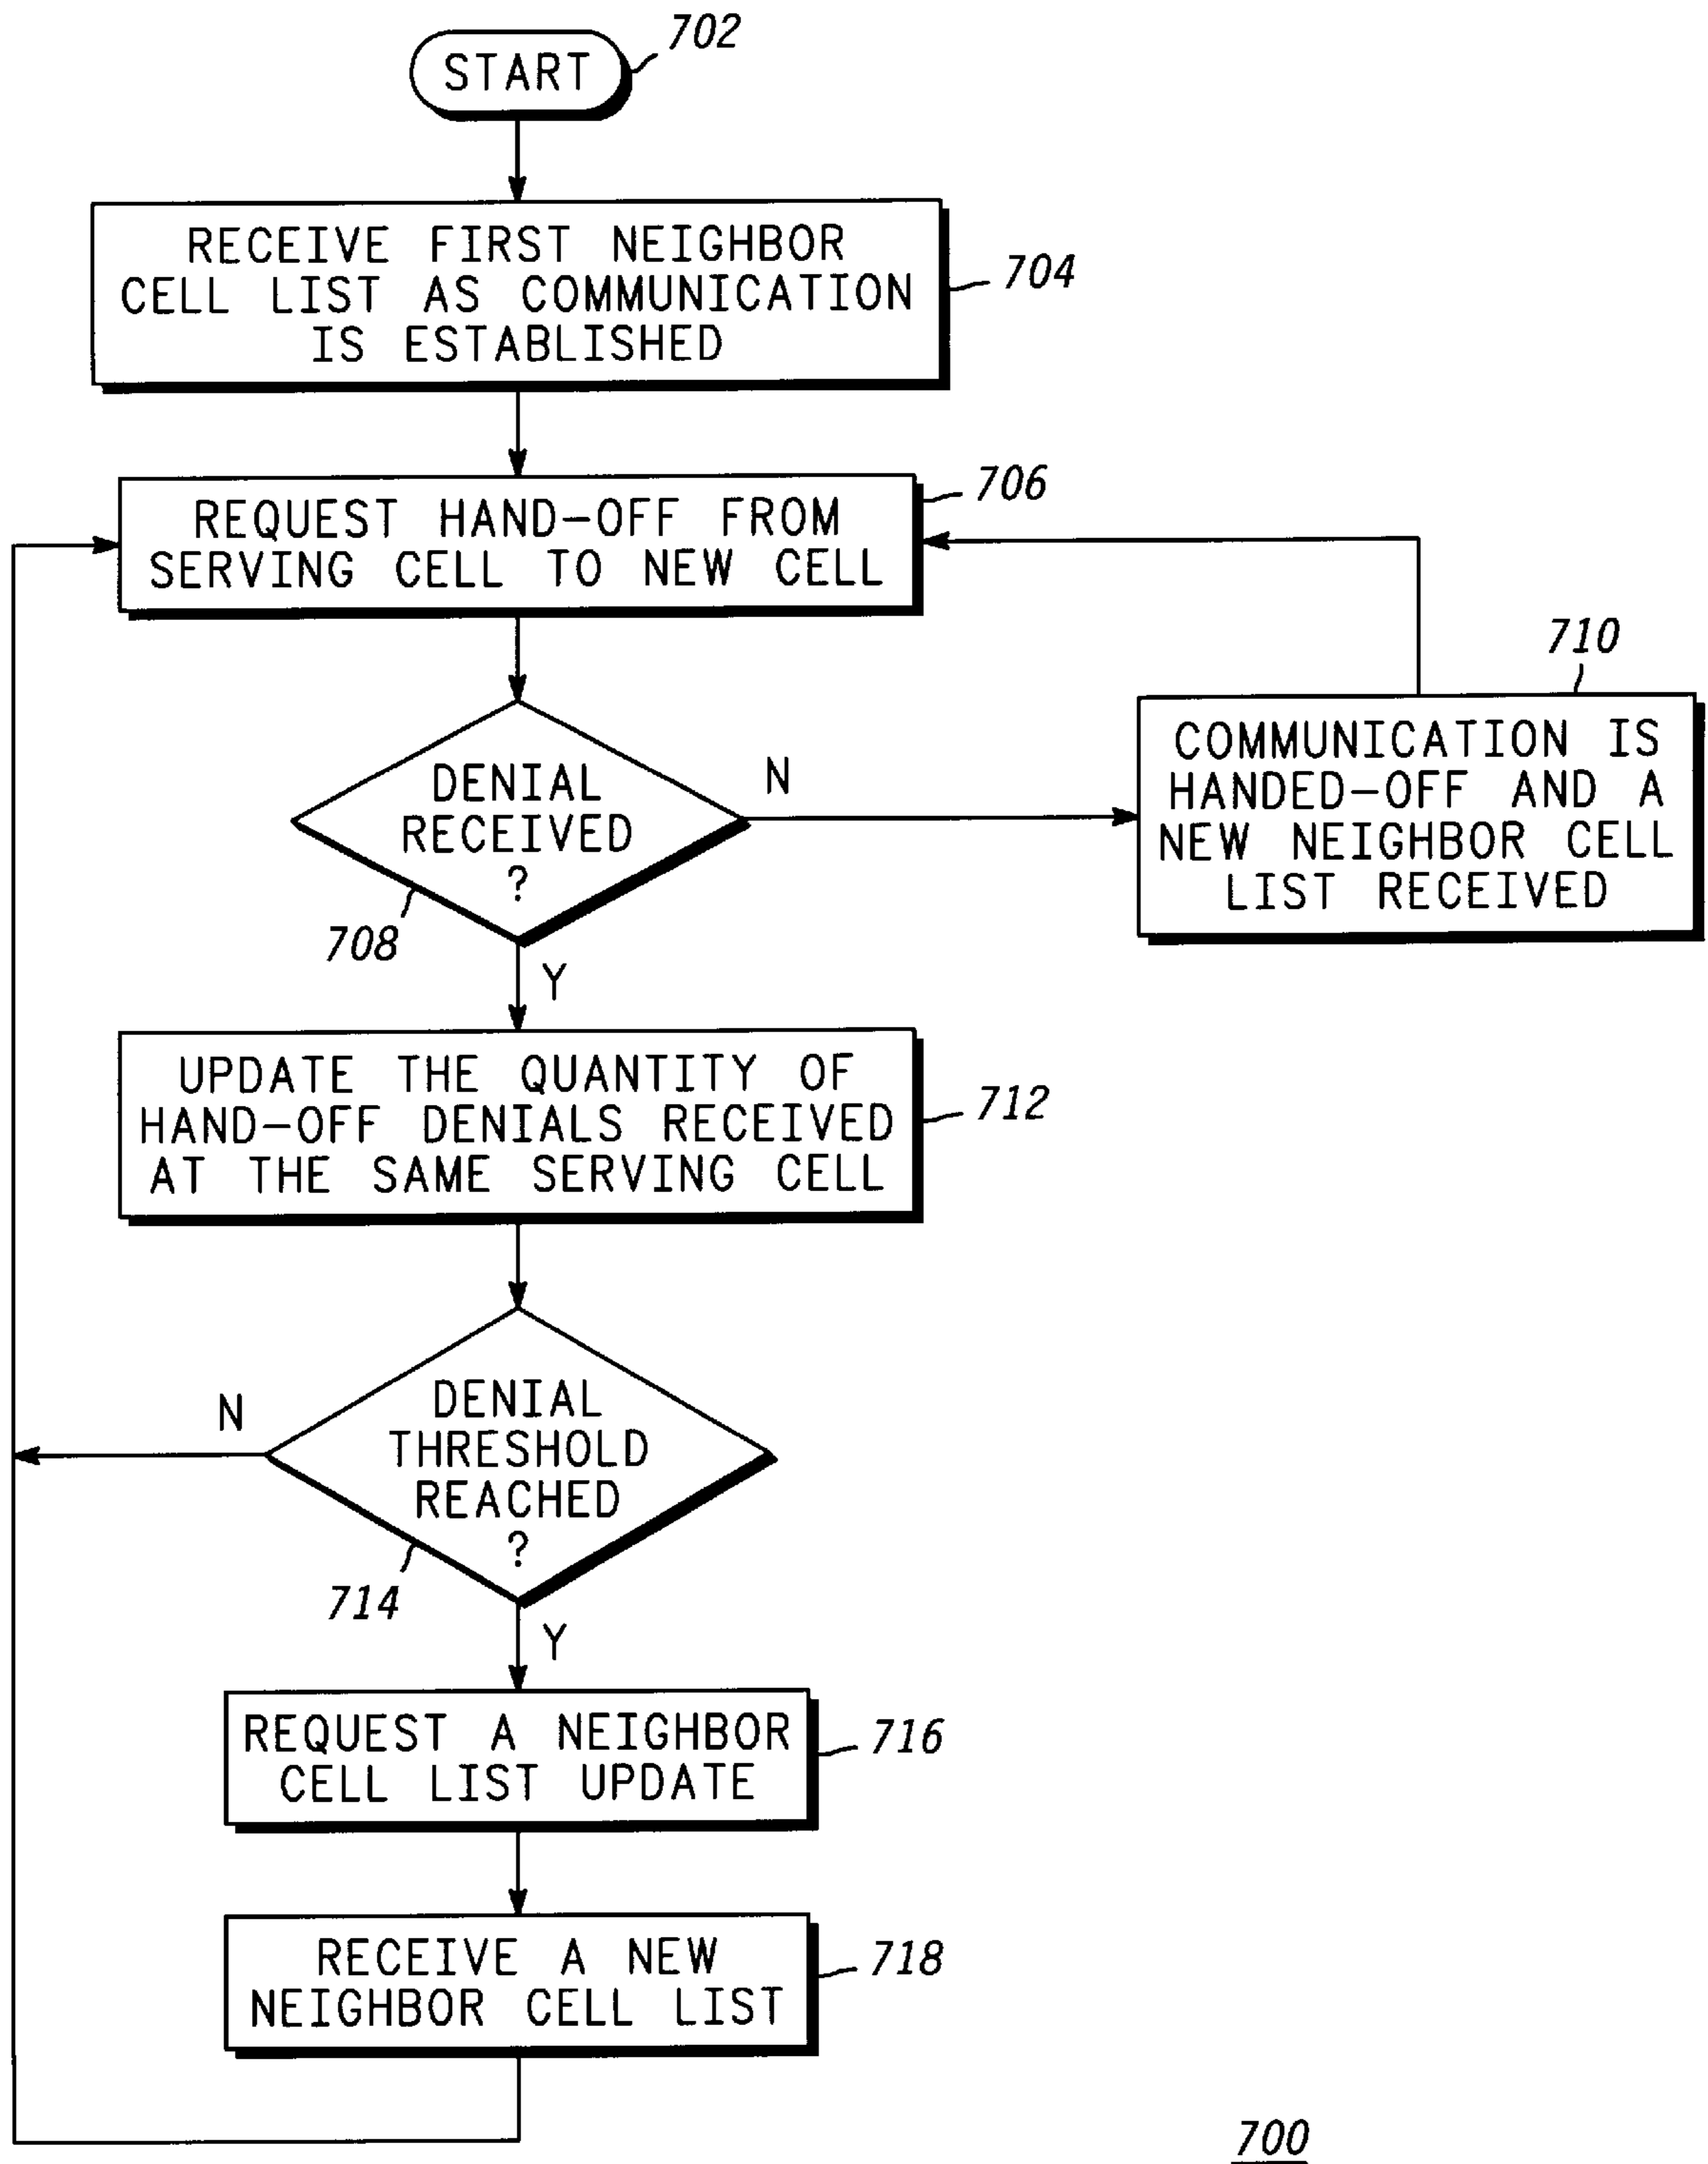 START
702
RECEIVE FIRST NEIGHBOR
CELL LIST AS COMMUNICATION
IS ESTABLISHED
704
REQUEST HAND-OFF FROM
SERVING CELL TO NEW CELL
706
DENIAL
RECEIVED
?
708
N
Y
710
COMMUNICATION IS
HANDED-OFF AND A
NEW NEIGHBOR CELL
LIST RECEIVED
UPDATE THE QUANTITY OF
HAND-OFF DENIALS RECEIVED
AT THE SAME SERVING CELL
712
DENIAL
THRESHOLD
REACHED
?
714
N
Y
REQUEST A NEIGHBOR
CELL LIST UPDATE
716
RECEIVE A NEW
NEIGHBOR CELL LIST
718
700